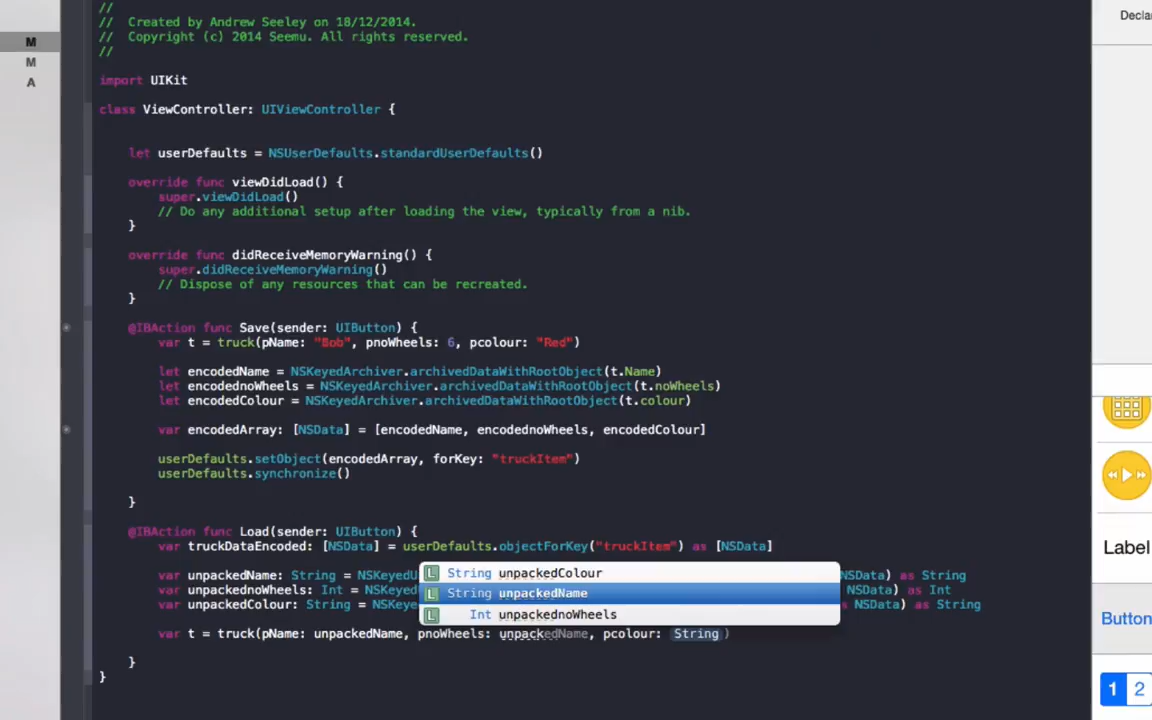 //
// Created by Andrew Seeley on 18/12/2014.
// Copyright (c) 2014 Seemu. All rights reserved.
//
import UIKit
class ViewController: UIViewController {
let userDefaults = NSUserDefaults.standardUserDefaults()
override func viewDidLoad() {
super.viewDidLoad()
// Do any additional setup after loading the view, typically from a nib.
}
override func didReceiveMemoryWarning() {
super.didReceiveMemoryWarning()
// Dispose of any resources that can be recreated.
}
@IBAction func Save(sender: UIButton) {
var t = truck(pName: "Bob", pnoWheels: 6, pcolour: "Red")
let encodedName = NSKeyedArchiver.archivedDataWithRootObject(t.Name)
let encodednoWheels = NSKeyedArchiver.archivedDataWithRootObject(t.noWheels)
let encodedColour = NSKeyedArchiver.archivedDataWithRootObject(t.colour)
var encodedArray: [NSData] = [encodedName, encodednoWheels, encodedColour]
userDefaults.setObject(encodedArray, forKey: "truckItem")
userDefaults.synchronize()
}
@IBAction func Load(sender: UIButton) {
var truckDataEncoded: [NSData] = userDefaults.objectForKey("truckItem") as [NSData]
var unpackedName: String = NSKeyedU NSData) as String
var unpackednoWheels: Int = NSKeyed NSData) as Int
var unpackedColour: String = NSKeye s NSData) as String
L String unpackedColour
L String unpackedName
L Int unpackednoWheels
var t = truck(pName: unpackedName, pnoWheels: unpackedName, pcolour: String)
}
}
M
M
A
Declar
Label
Button
1 2